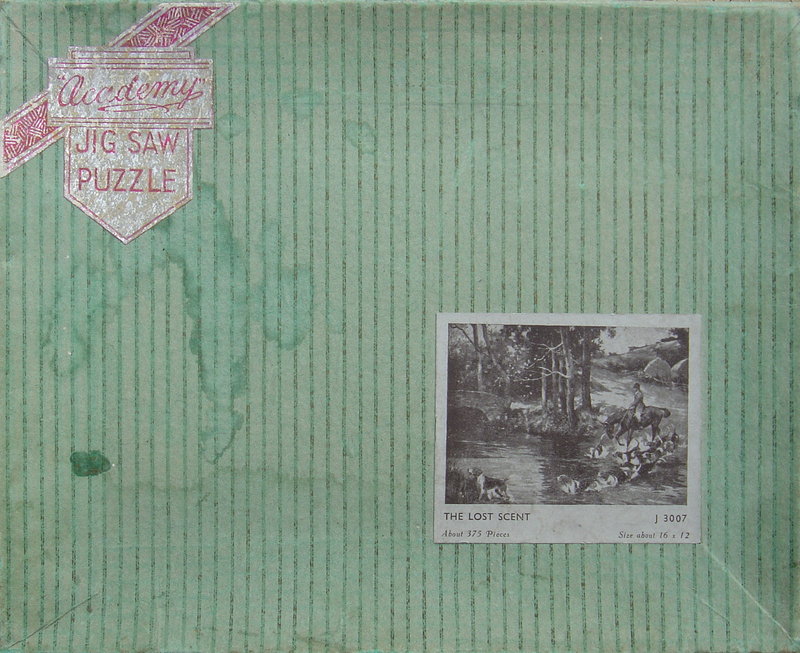 "Academy"
JIG SAW
PUZZLE
THE LOST SCENT J 3007
About 375 Pieces Size about 16 x 12